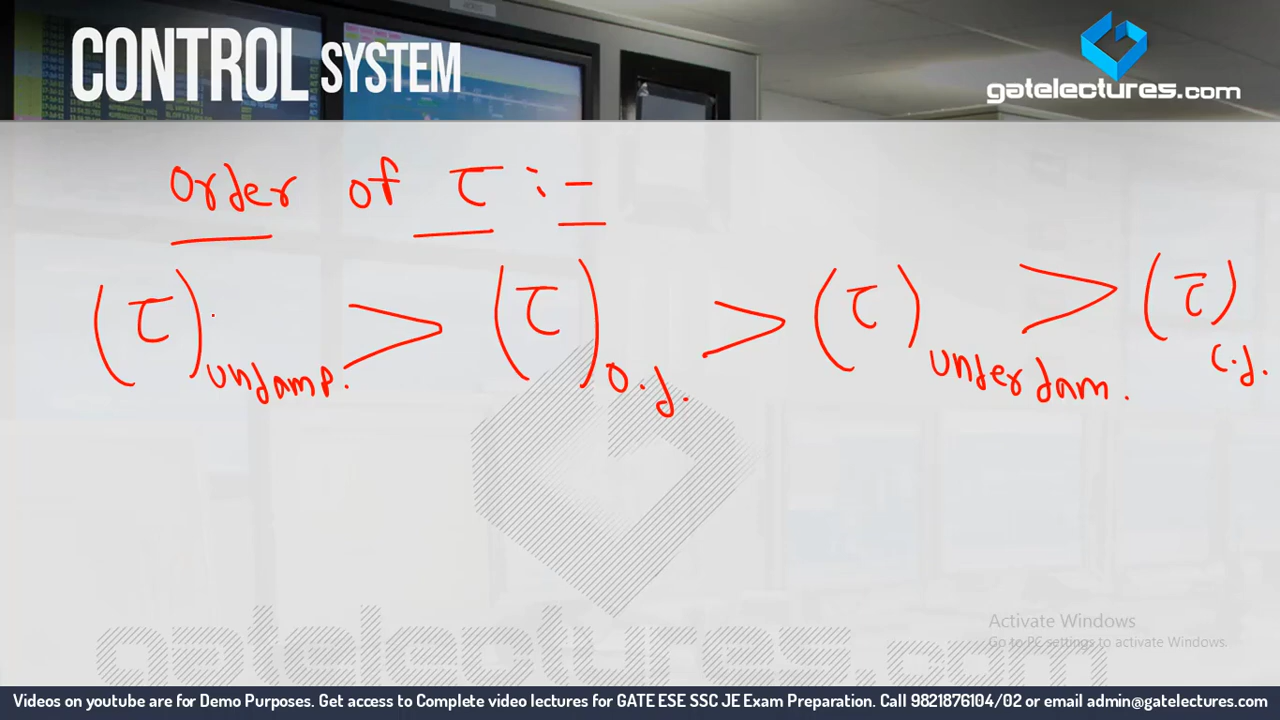 CONTROL SYSTEM
gatelectures.com
order of τ :-
(τ)undamp. > (τ)o.d. > (τ)underdam. > (τ)c.d.
gatelectures.com
Activate Windows
Go to PC settings to activate Windows.
Videos on youtube are for Demo Purposes. Get access to Complete video lectures for GATE ESE SSC JE Exam Preparation. Call 9821876104/02 or email admin@gatelectures.com